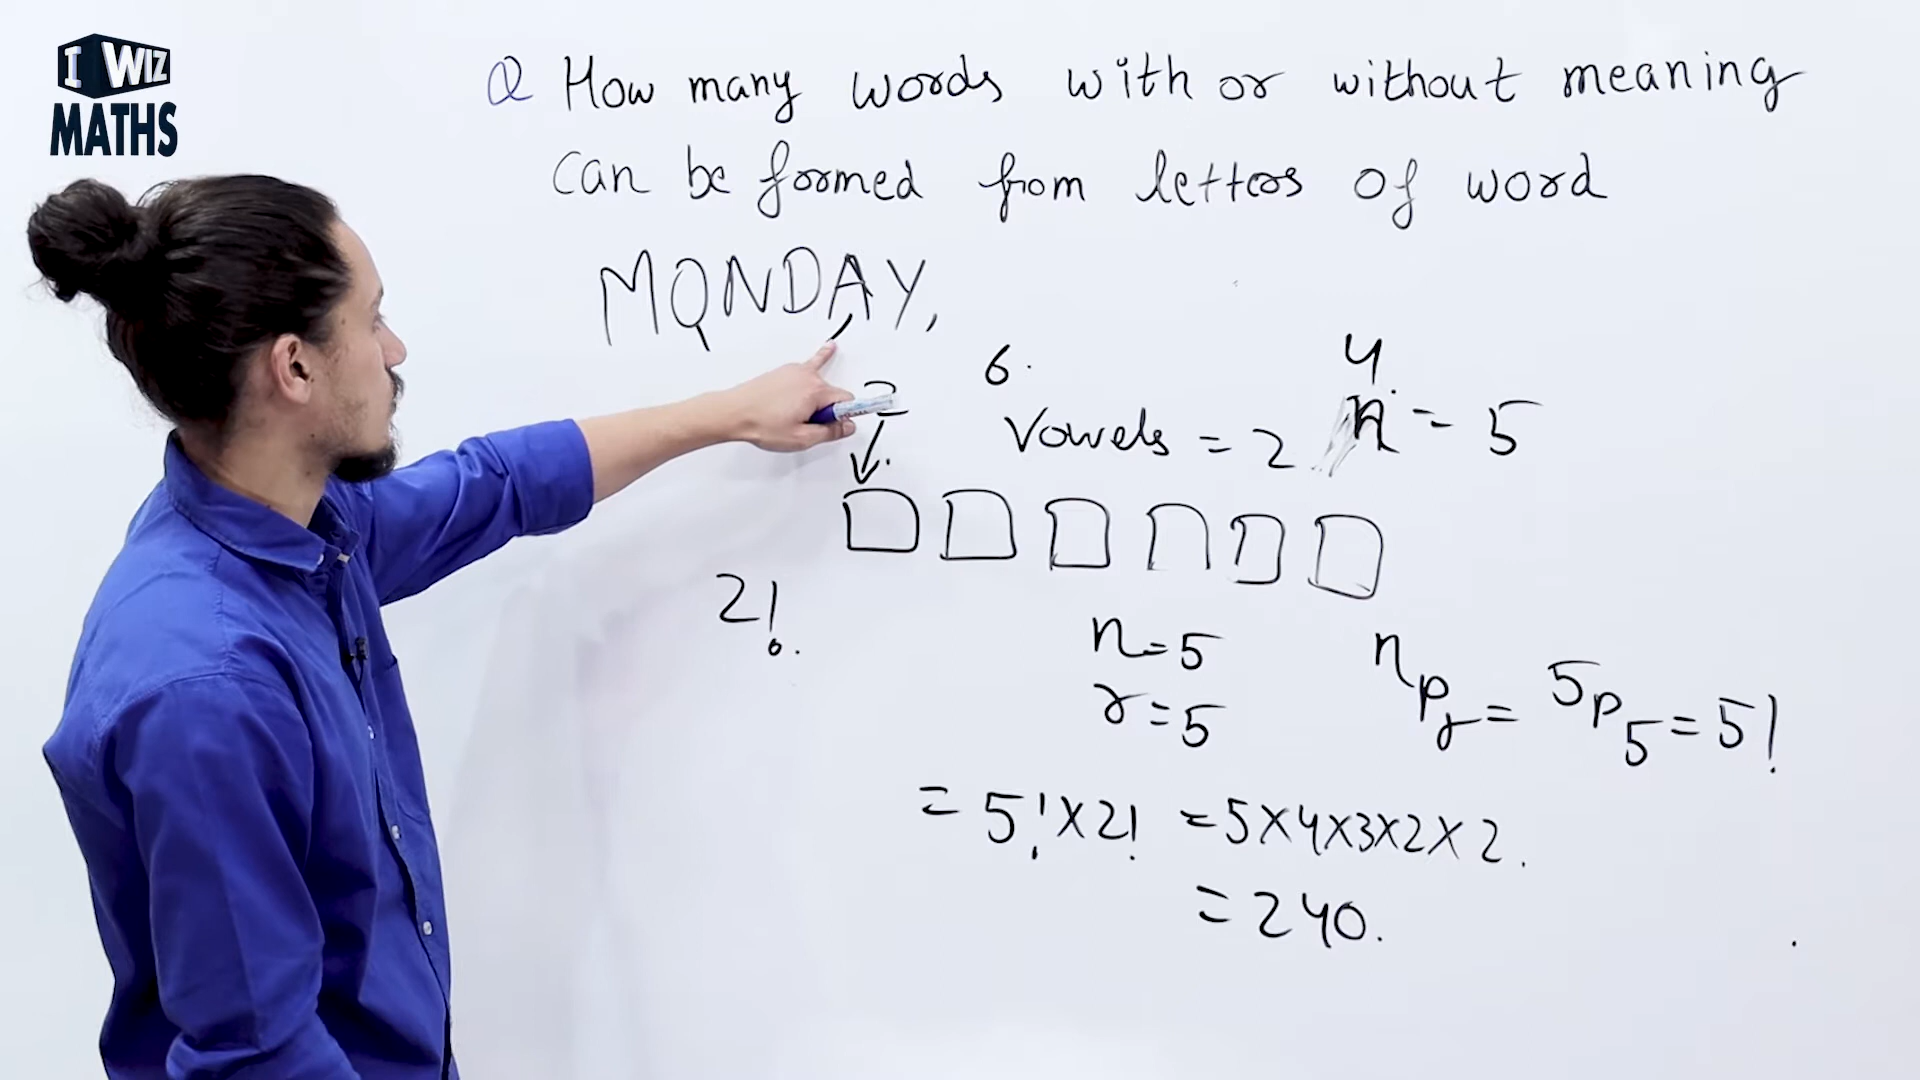 I WIZ
MATHS
Q How many words with or without meaning
can be formed from letters of word
MONDAY,
6.
Vowels = 2
4
n = 5
2!
n=5
r=5
nPr = 5P5 = 5!
= 5! X 2! = 5X4X3X2X2.
= 240.